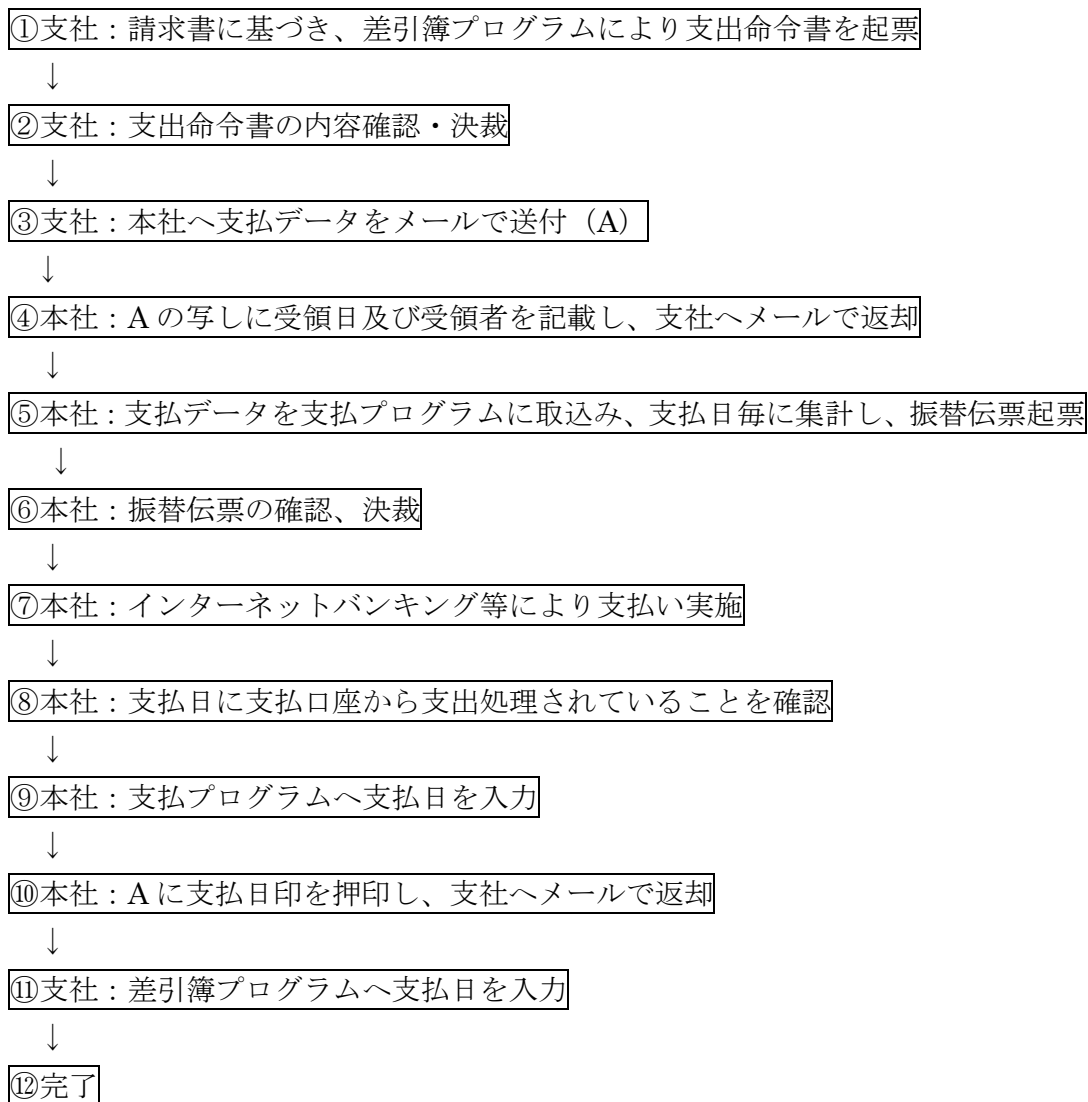 ①支社：請求書に基づき、差引簿プログラムにより支出命令書を起票
↓
②支社：支出命令書の内容確認・決裁
↓
③支社：本社へ支払データをメールで送付（A）
↓
④本社：A の写しに受領日及び受領者を記載し、支社へメールで返却
↓
⑤本社：支払データを支払プログラムに取込み、支払日毎に集計し、振替伝票起票
↓
⑥本社：振替伝票の確認、決裁
↓
⑦本社：インターネットバンキング等により支払い実施
↓
⑧本社：支払日に支払口座から支出処理されていることを確認
↓
⑨本社：支払プログラムへ支払日を入力
↓
⑩本社：A に支払日印を押印し、支社へメールで返却
↓
⑪支社：差引簿プログラムへ支払日を入力
↓
⑫完了